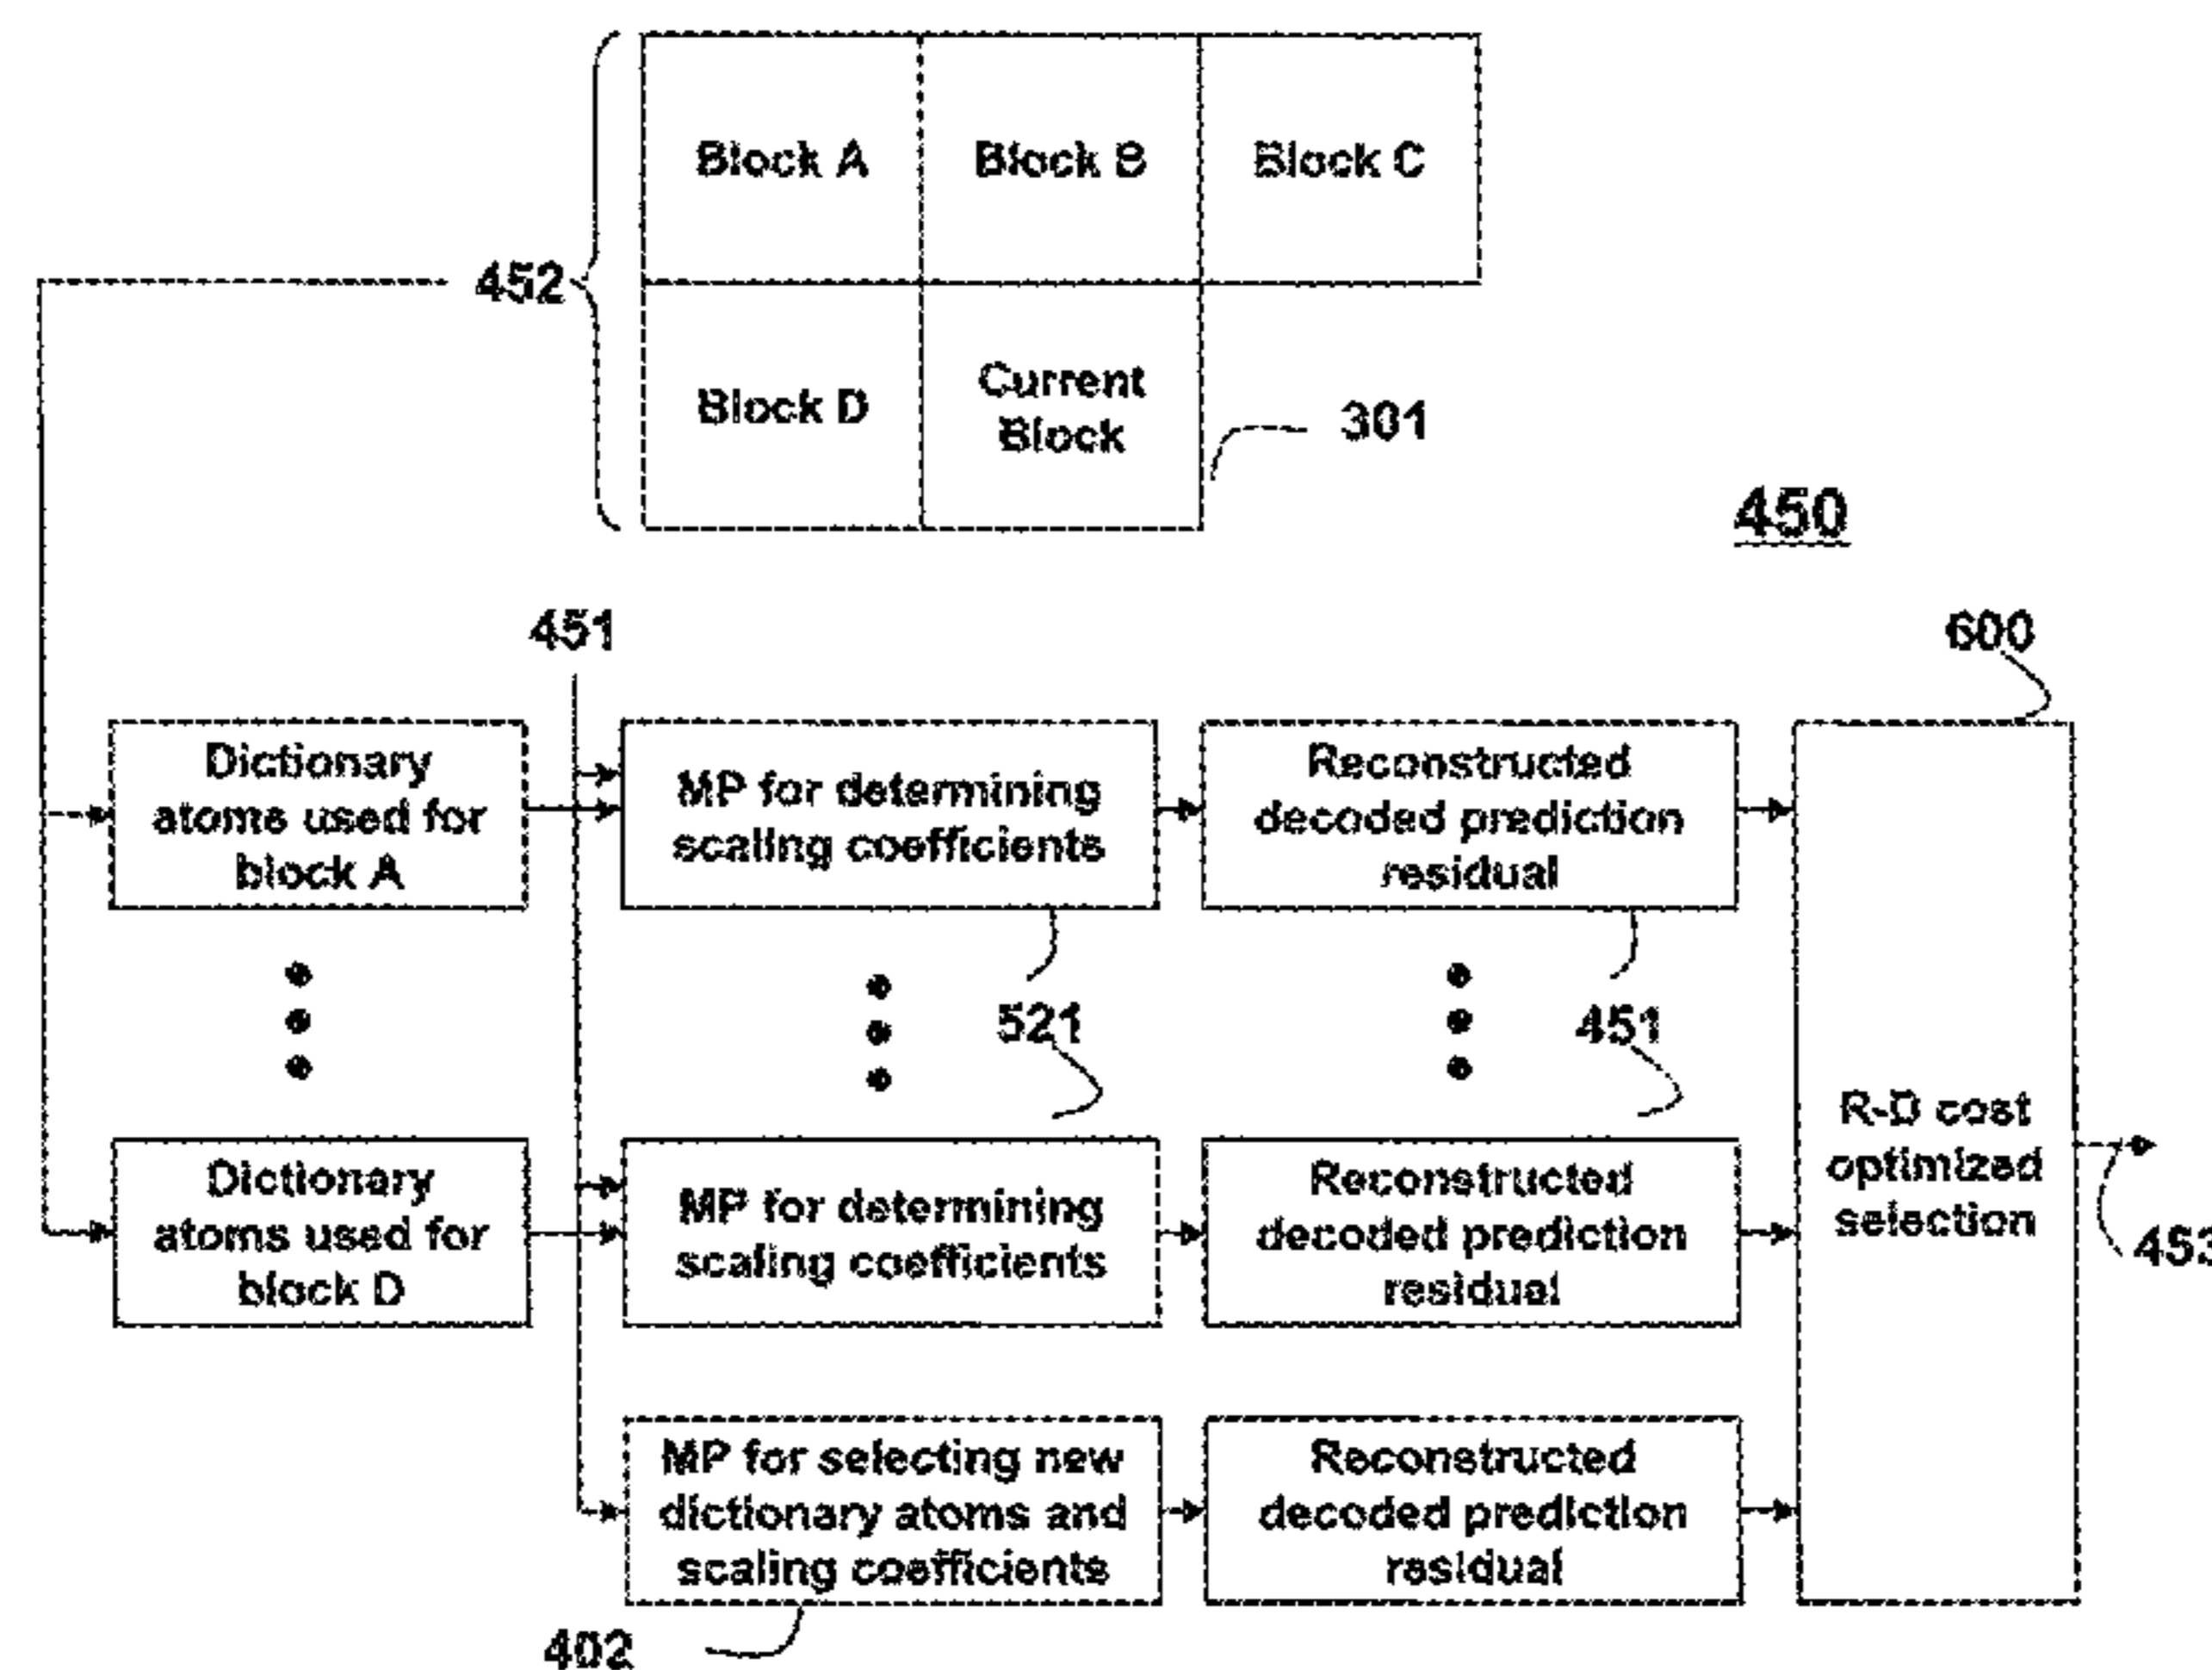 Block A
Block B
Block C
452
Block D
Current
Block
301
450
451
600
Dictionary
atoms used for
block A
MP for determining
scaling coefficients
Reconstructed
decoded prediction
residual
521
451
R-D cost
optimized
selection
453
Dictionary
atoms used for
block D
MP for determining
scaling coefficients
Reconstructed
decoded prediction
residual
MP for selecting new
dictionary atoms and
scaling coefficients
Reconstructed
decoded prediction
residual
402